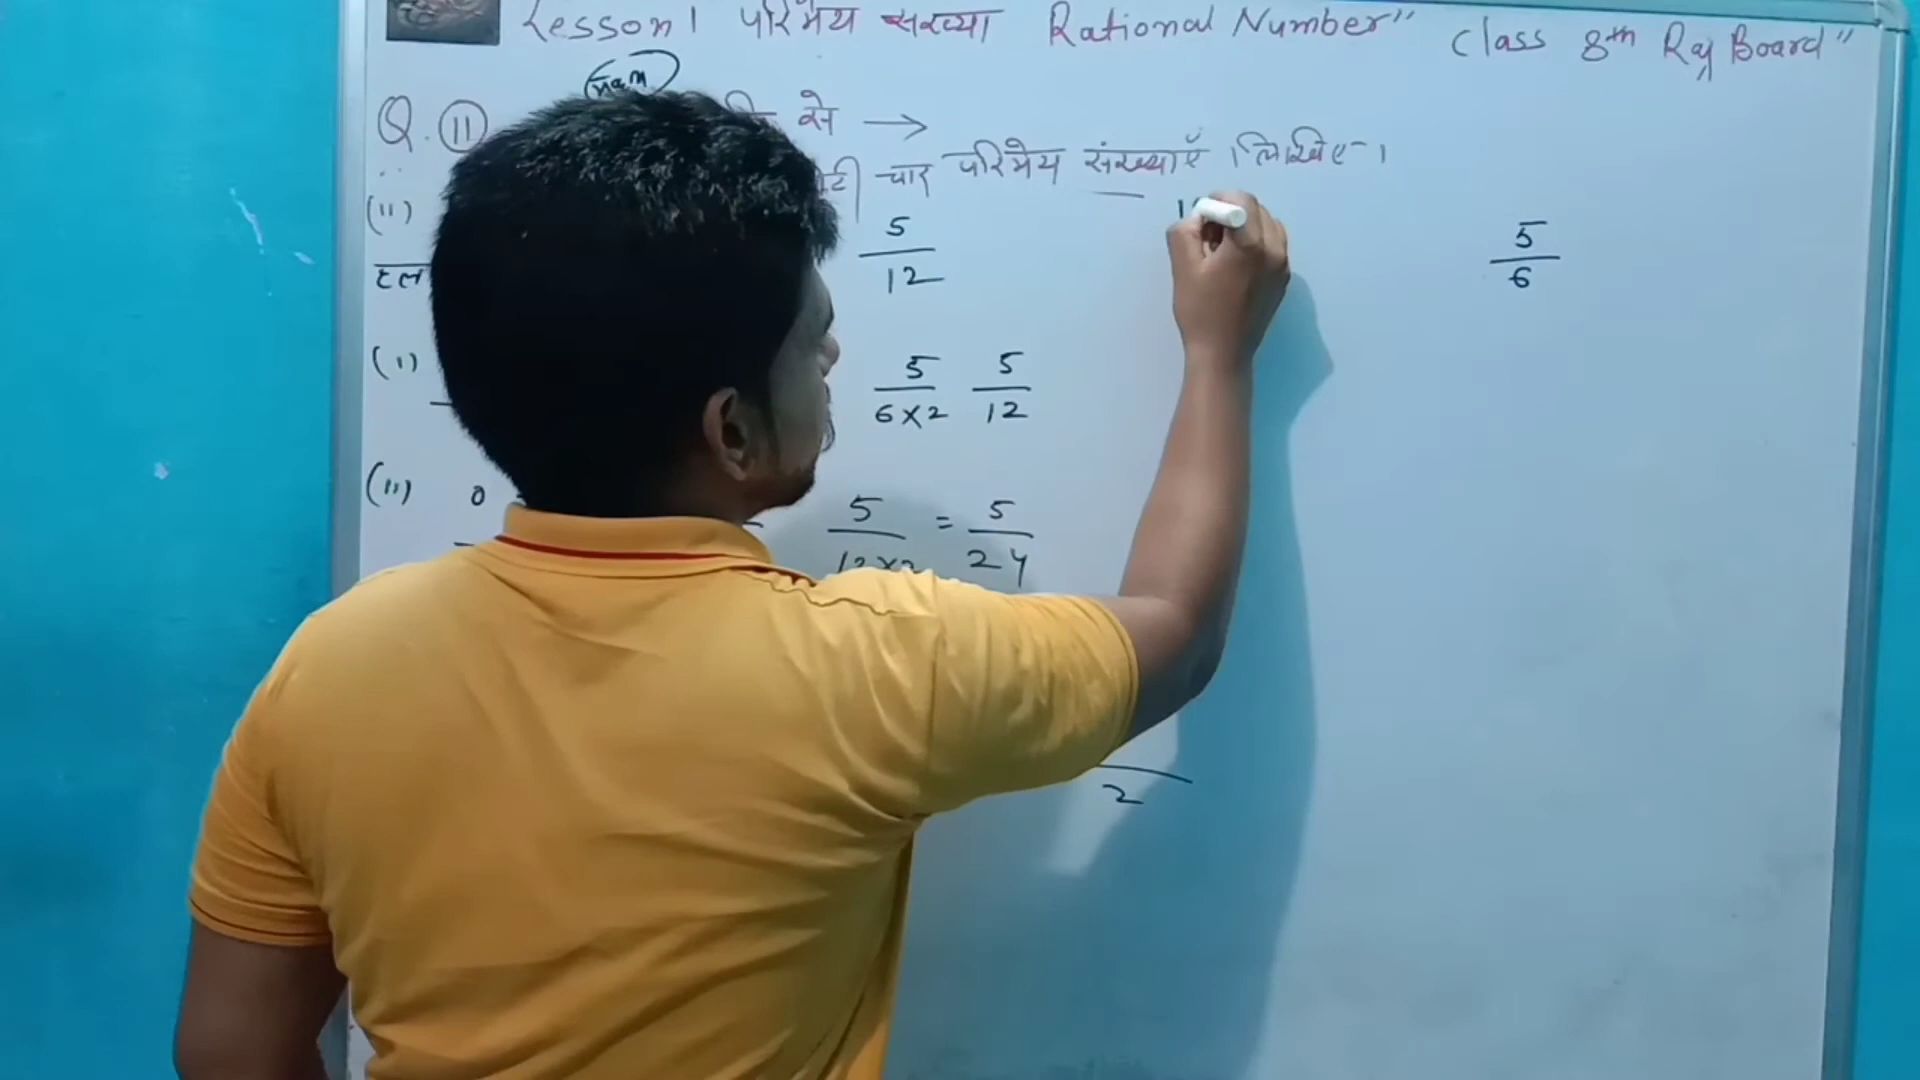 Lesson 1 परिमेय संख्या Rational Number" Class 8th Raj Board"
Q. 11 से →
चार परिमेय संख्याएँ लिखिए।
(ii) 5/12 5/6
हल
(i) 5/6×2 5/12
(ii) 0 5/12×2 = 5/24
2